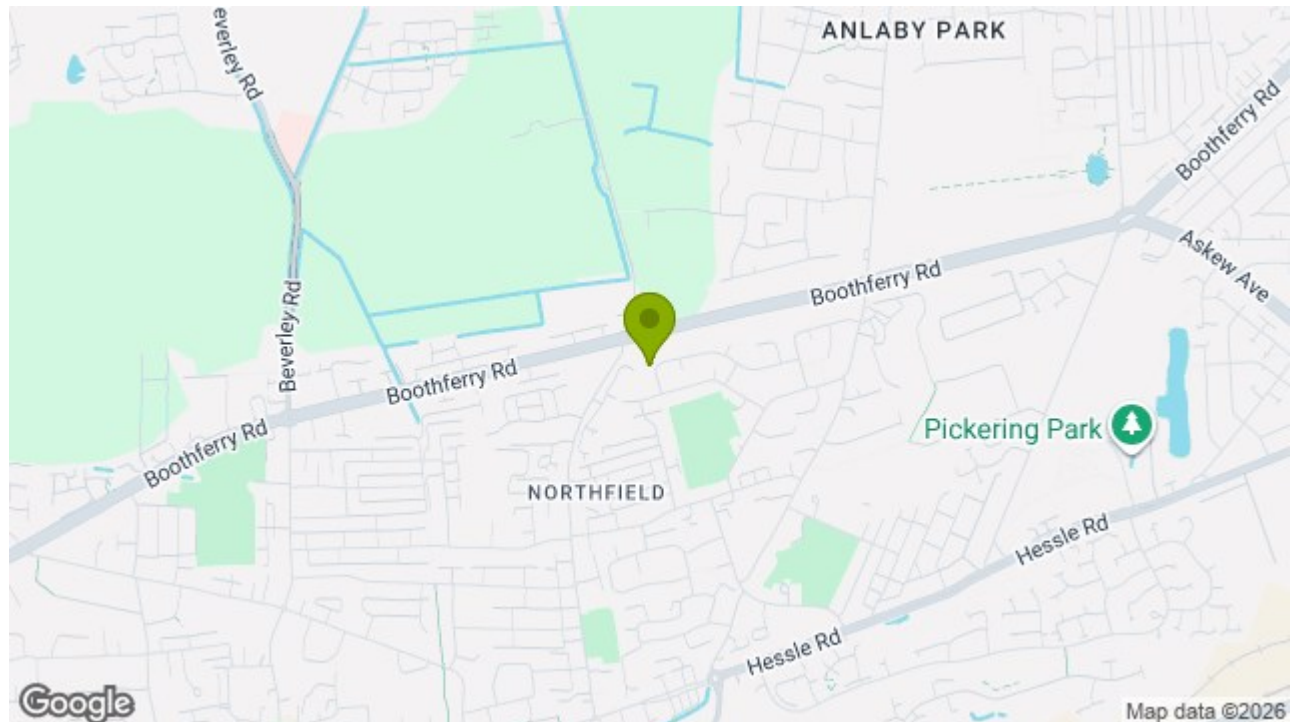 ANLABY PARK
everley Rd
Boothferry Rd
Askew Ave
Boothferry Rd
Beverley Rd
Boothferry Rd
Boothferry Rd
Pickering Park
NORTHFIELD
Hessle Rd
Hessle Rd
Google
Map data ©2026